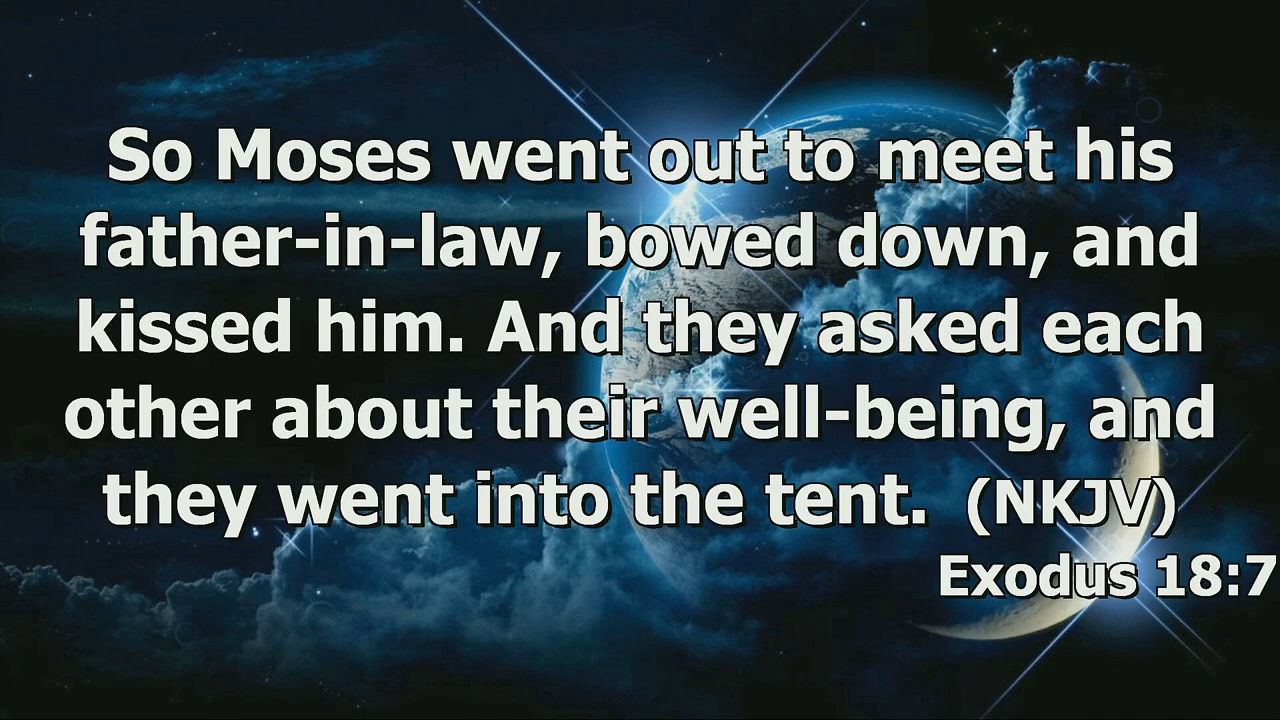 So Moses went out to meet his
father-in-law, bowed down, and
kissed him. And they asked each
other about their well-being, and
they went into the tent. (NKJV)
Exodus 18:7